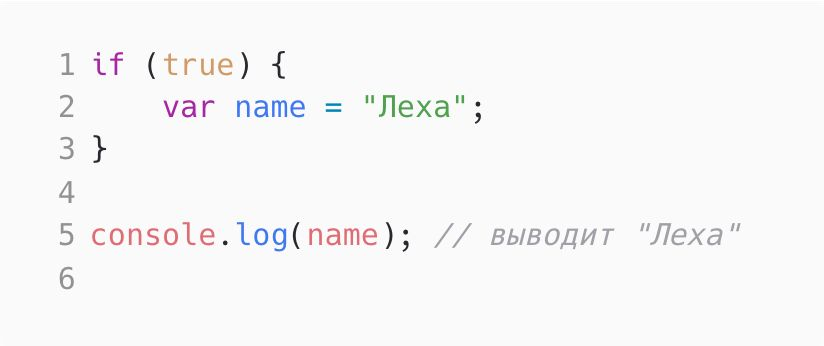 1 if (true) {
2     var name = "Леха";
3 }
4
5 console.log(name); // выводит "Леха"
6